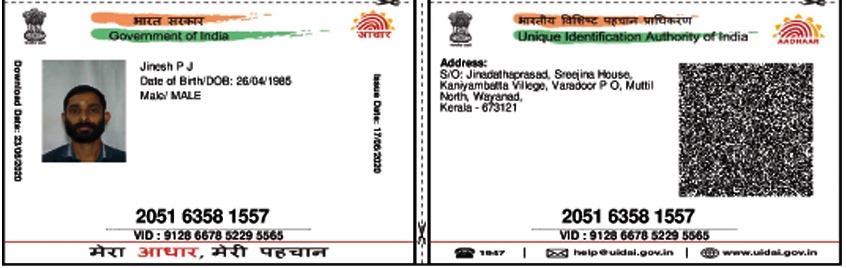 भारत सरकार
Government of India
आधार
Download Date: 23/06/2020
Jinesh P J
Date of Birth/DOB: 26/04/1985
Male/ MALE
Issue Date: 17/06/2020
2051 6358 1557
VID : 9128 6678 5229 5565
मेरा आधार, मेरी पहचान
भारतीय विशिष्ट पहचान प्राधिकरण
Unique Identification Authority of India
AADHAAR
Address:
S/O: Jinadathaprasad, Sreejina House,
Kaniyambatta Villege, Varadoor P O, Muttil
North, Wayanad,
Kerala - 673121
2051 6358 1557
VID : 9128 6678 5229 5565
1947 | help@uidai.gov.in | www.uidai.gov.in